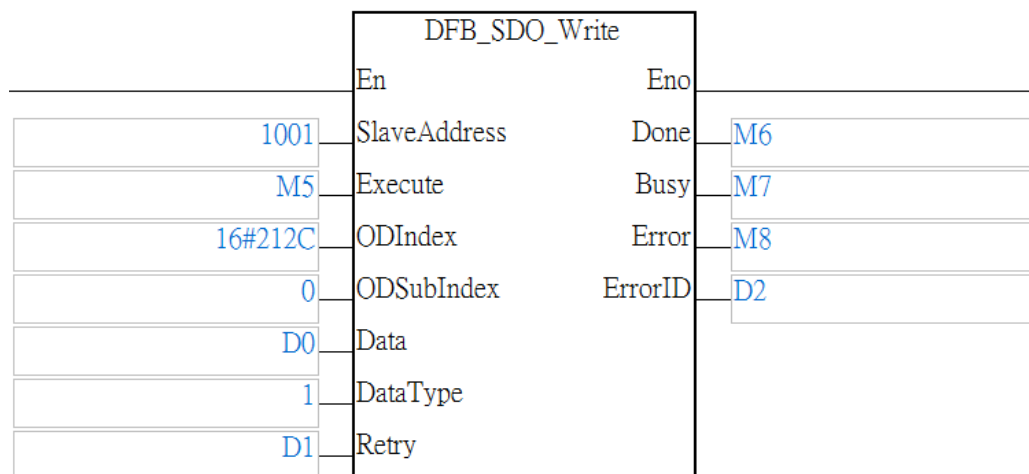 DFB_SDO_Write
En Eno
1001 SlaveAddress Done M6
M5 Execute Busy M7
16#212C ODIndex Error M8
0 ODSubIndex ErrorID D2
D0 Data
1 DataType
D1 Retry